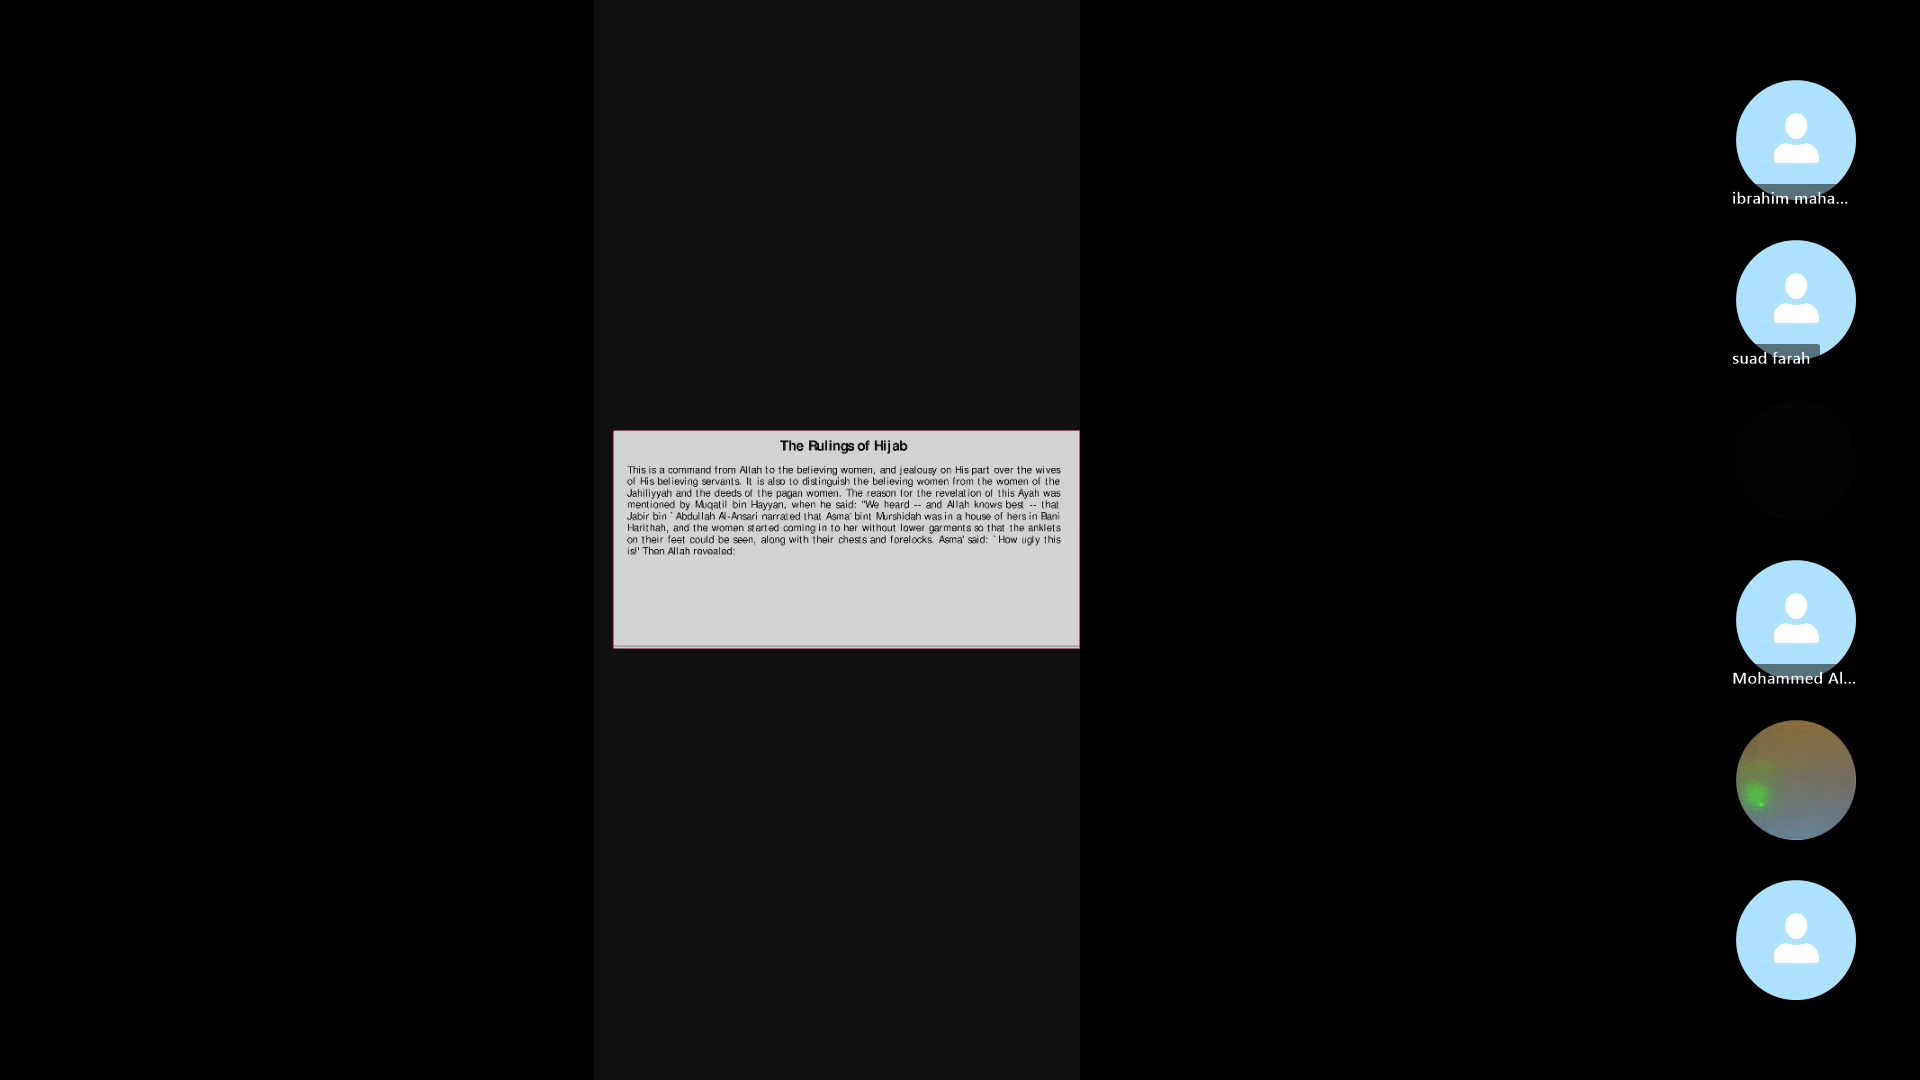 The Rulings of Hijab
This is a command from Allah to the believing women, and jealousy on His part over the wives
of His believing servants. It is also to distinguish the believing women from the women of the
Jahiliyyah and the deeds of the pagan women. The reason for the revelation of this Ayah was
mentioned by Muqatil bin Hayyan, when he said: "We heard -- and Allah knows best -- that
Jabir bin `Abdullah Al-Ansari narrated that Asma' bint Murshidah was in a house of hers in Bani
Harithah, and the women started coming in to her without lower garments so that the anklets
on their feet could be seen, along with their chests and forelocks. Asma' said: `How ugly this
is!' Then Allah revealed:
ibrahim maha...
suad farah
Mohammed Al...